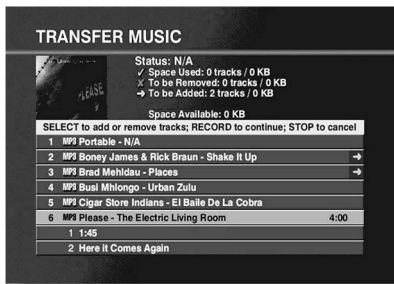 TRANSFER MUSIC
Status: N/A
✓ Space Used: 0 tracks / 0 KB
✗ To be Removed: 0 tracks / 0 KB
→ To be Added: 2 tracks / 0 KB
Space Available: 0 KB
PLEASE
SELECT to add or remove tracks; RECORD to continue; STOP to cancel
1 MP3 Portable - N/A
2 MP3 Boney James & Rick Braun - Shake It Up →
3 MP3 Brad Mehldau - Places →
4 MP3 Busi Mhlongo - Urban Zulu
5 MP3 Cigar Store Indians - El Baile De La Cobra
6 MP3 Please - The Electric Living Room 4:00
1 1:45
2 Here it Comes Again